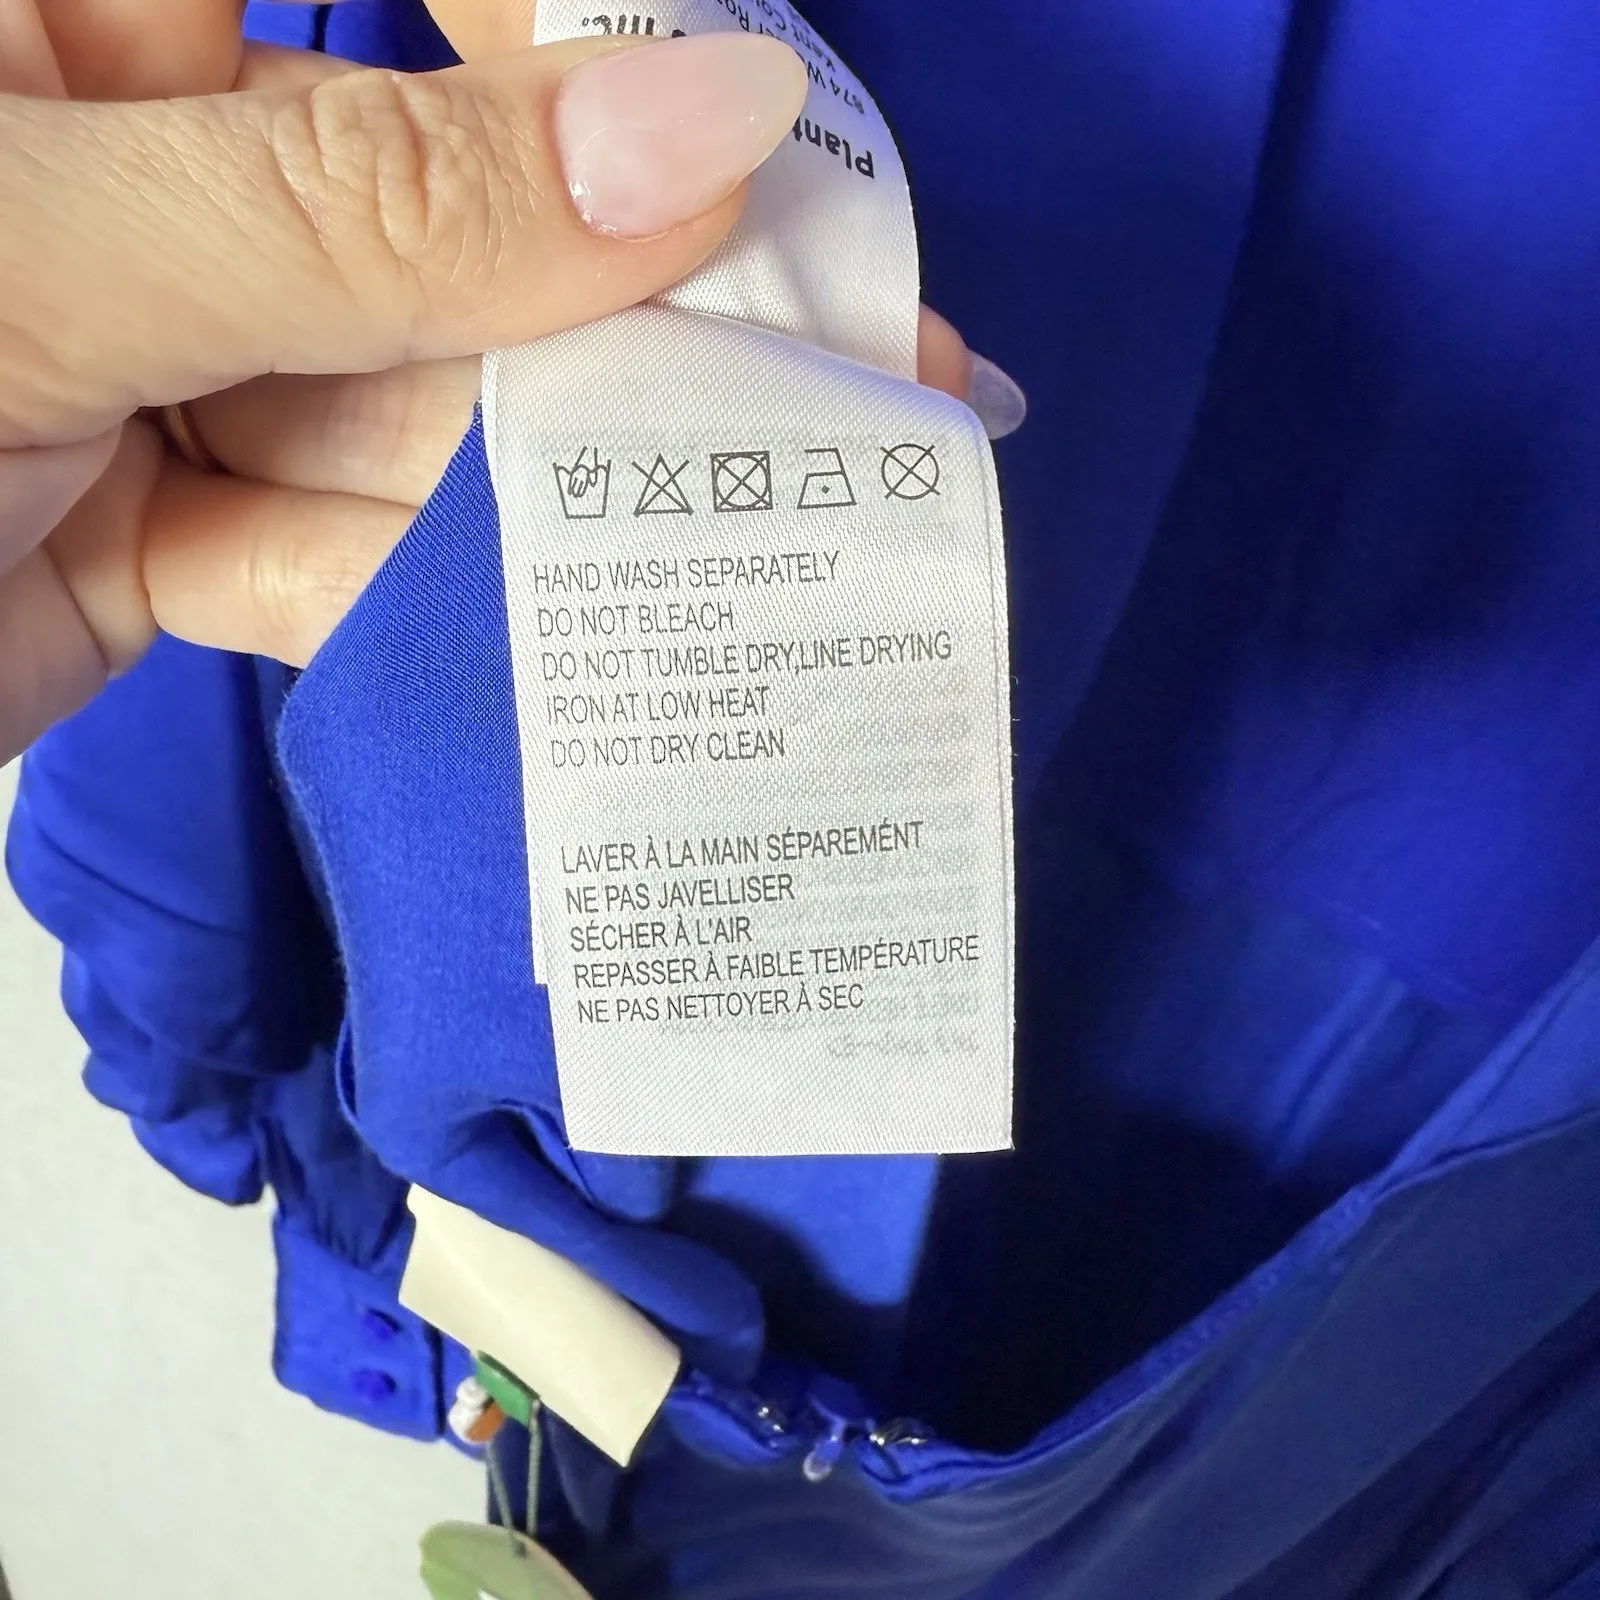 HAND WASH SEPARATELY
DO NOT BLEACH
DO NOT TUMBLE DRY,LINE DRYING
IRON AT LOW HEAT
DO NOT DRY CLEAN
LAVER À LA MAIN SÉPAREMÉNT
NE PAS JAVELLISER
SÉCHER À L'AIR
REPASSER À FAIBLE TEMPÉRATURE
NE PAS NETTOYER À SEC